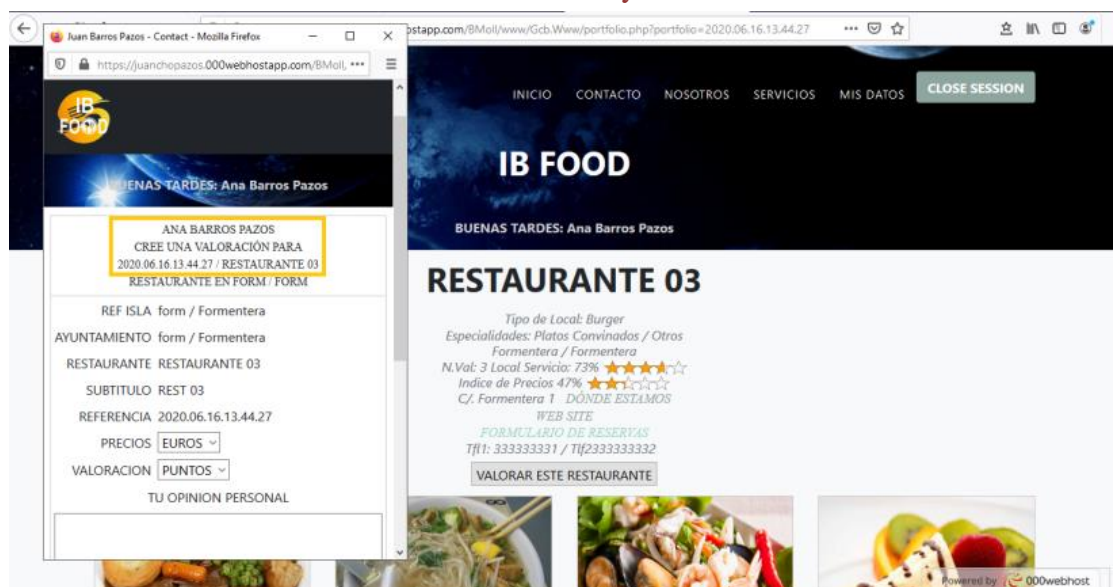 Juan Barros Pazos - Contact - Mozilla Firefox
https://juanchopazos.000webhostapp.com/BMoll,
IB
FOOD
BUENAS TARDES: Ana Barros Pazos
ANA BARROS PAZOS
CREE UNA VALORACIÓN PARA
2020.06.16.13.44.27 / RESTAURANTE 03
RESTAURANTE EN FORM / FORM
REF ISLA form / Formentera
AYUNTAMIENTO form / Formentera
RESTAURANTE RESTAURANTE 03
SUBTITULO REST 03
REFERENCIA 2020.06.16.13.44.27
PRECIOS EUROS
VALORACION PUNTOS
TU OPINION PERSONAL
ostapp.com/BMoll/www/Gcb.Www/portfolio.php?portfolio=2020.06.16.13.44.27
INICIO CONTACTO NOSOTROS SERVICIOS MIS DATOS CLOSE SESSION
IB FOOD
BUENAS TARDES: Ana Barros Pazos
RESTAURANTE 03
Tipo de Local: Burger
Especialidades: Platos Convinados / Otros
Formentera / Formentera
N.Val: 3 Local Servicio: 73%
Indice de Precios 47%
C/. Formentera 1 DÓNDE ESTAMOS
WEB SITE
FORMULARIO DE RESERVAS
Tfl1: 333333331 / Tlf2333333332
VALORAR ESTE RESTAURANTE
Powered by 000webhost